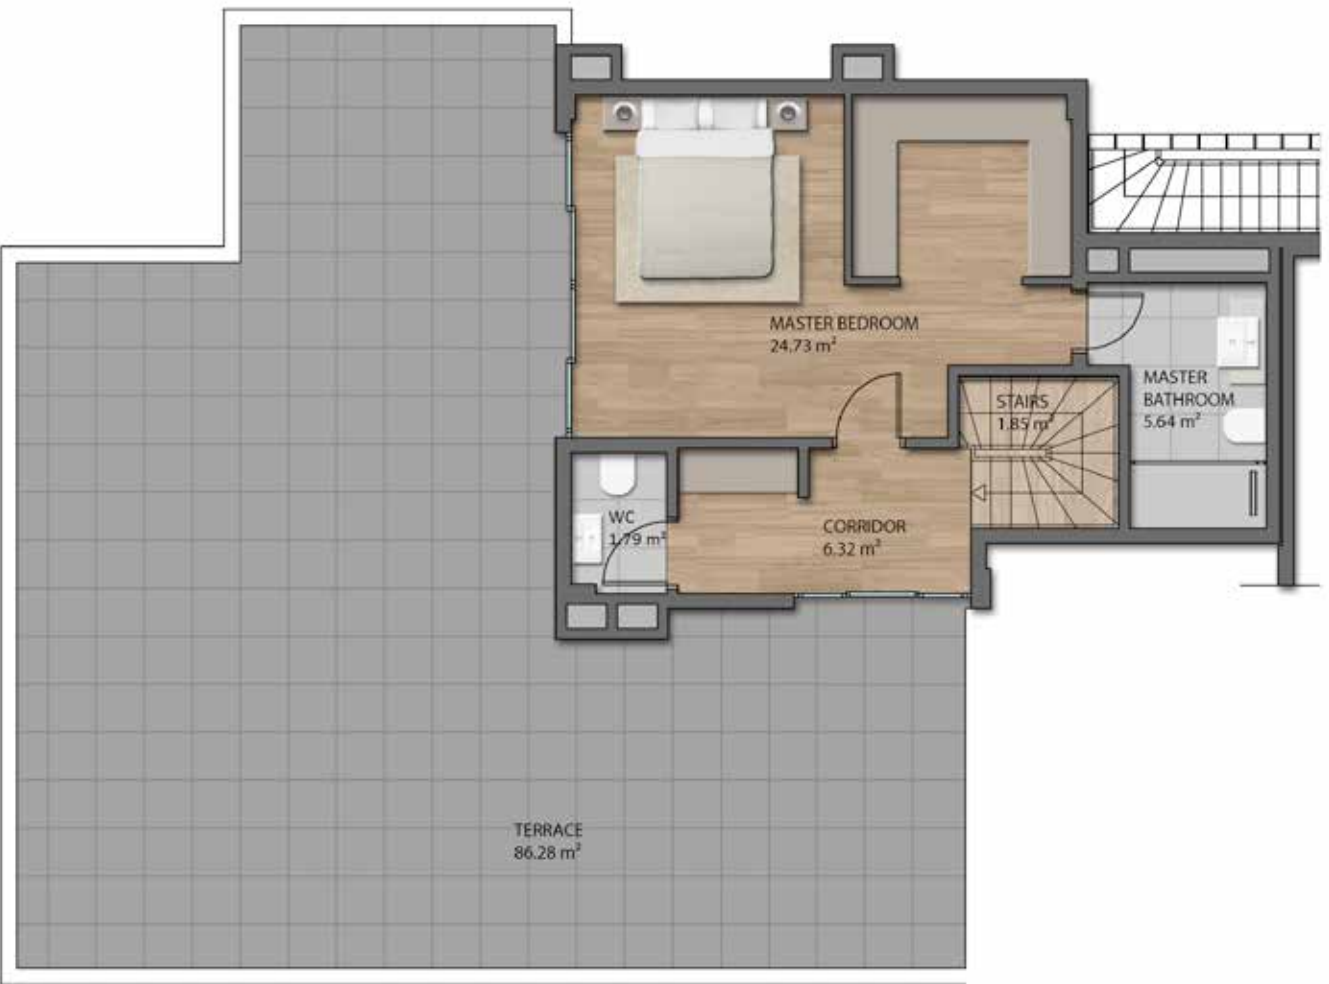 MASTER BEDROOM
24.73 m²
MASTER
BATHROOM
5.64 m²
STAIRS
1.85 m²
WC
1.79 m²
CORRIDOR
6.32 m²
TERRACE
86.28 m²